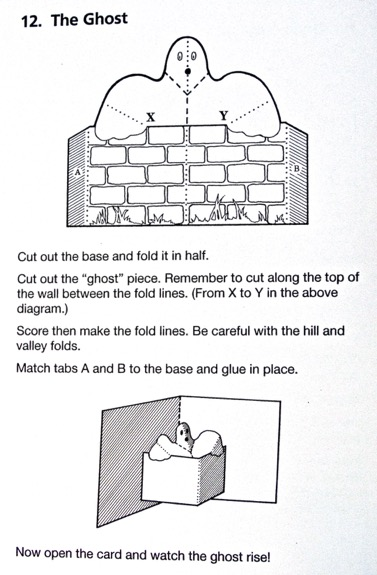 12. The Ghost
X
Y
A
B
Cut out the base and fold it in half.
Cut out the “ghost” piece. Remember to cut along the top of
the wall between the fold lines. (From X to Y in the above
diagram.)
Score then make the fold lines. Be careful with the hill and
valley folds.
Match tabs A and B to the base and glue in place.
Now open the card and watch the ghost rise!